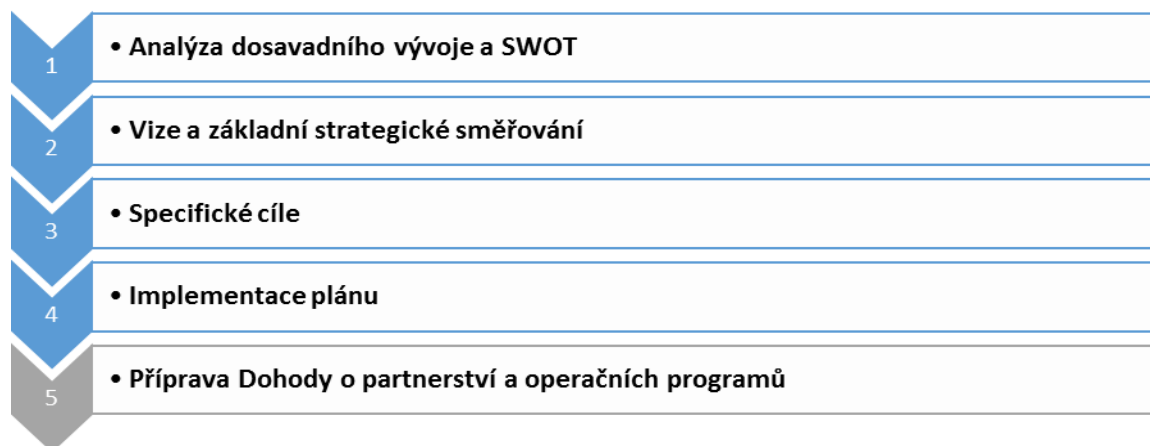 1 • Analýza dosavadního vývoje a SWOT
2 • Vize a základní strategické směřování
3 • Specifické cíle
4 • Implementace plánu
5 • Příprava Dohody o partnerství a operačních programů